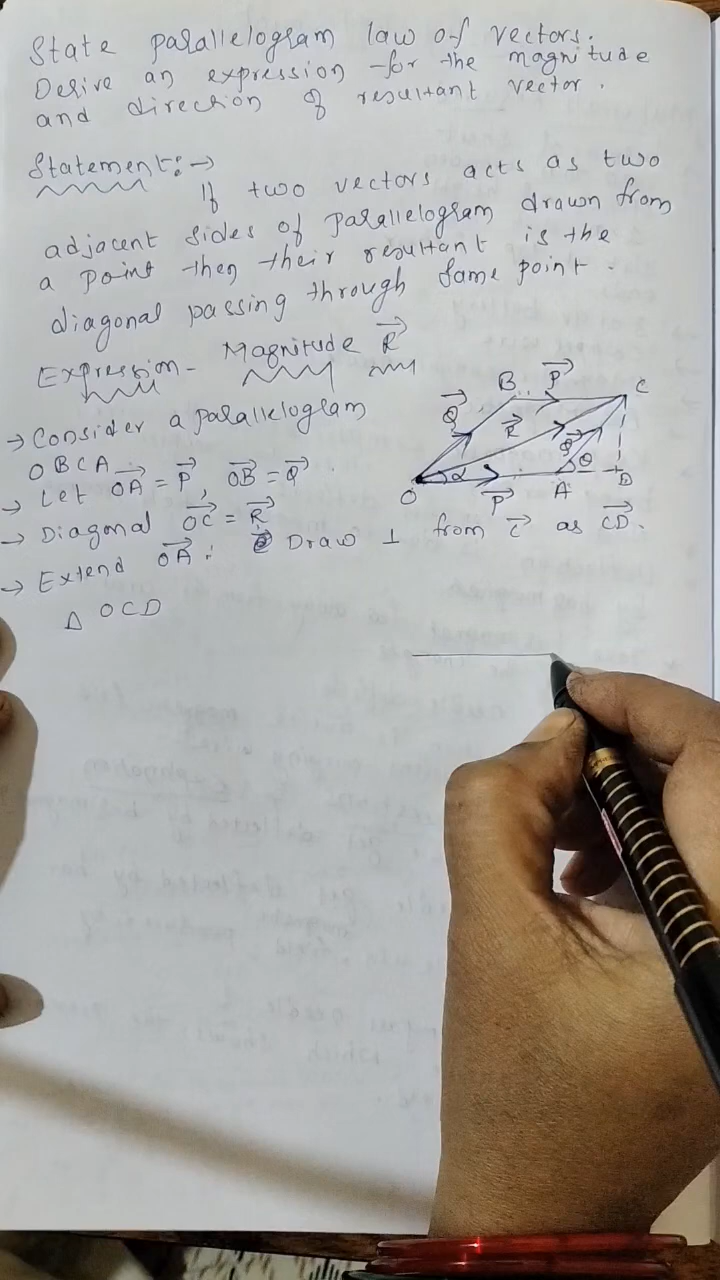 State parallelogram law of vectors.
Derive an expression for the magnitude
and direction of resultant vector.
Statement:→
If two vectors acts as two
adjacent sides of parallelogram drawn from
a point then their resultant is the
diagonal passing through same point.
Expression - Magnitude R⃗
→ Consider a parallelogram
OBCA
→ Let OA⃗ = P⃗, OB⃗ = Q⃗
→ Diagonal OC⃗ = R⃗
→ Extend OA⃗. Draw ⊥ from C⃗ as CD⃗.
Δ OCD
B P⃗ C
Q⃗ R⃗ Q⃗
O α P⃗ A θ D